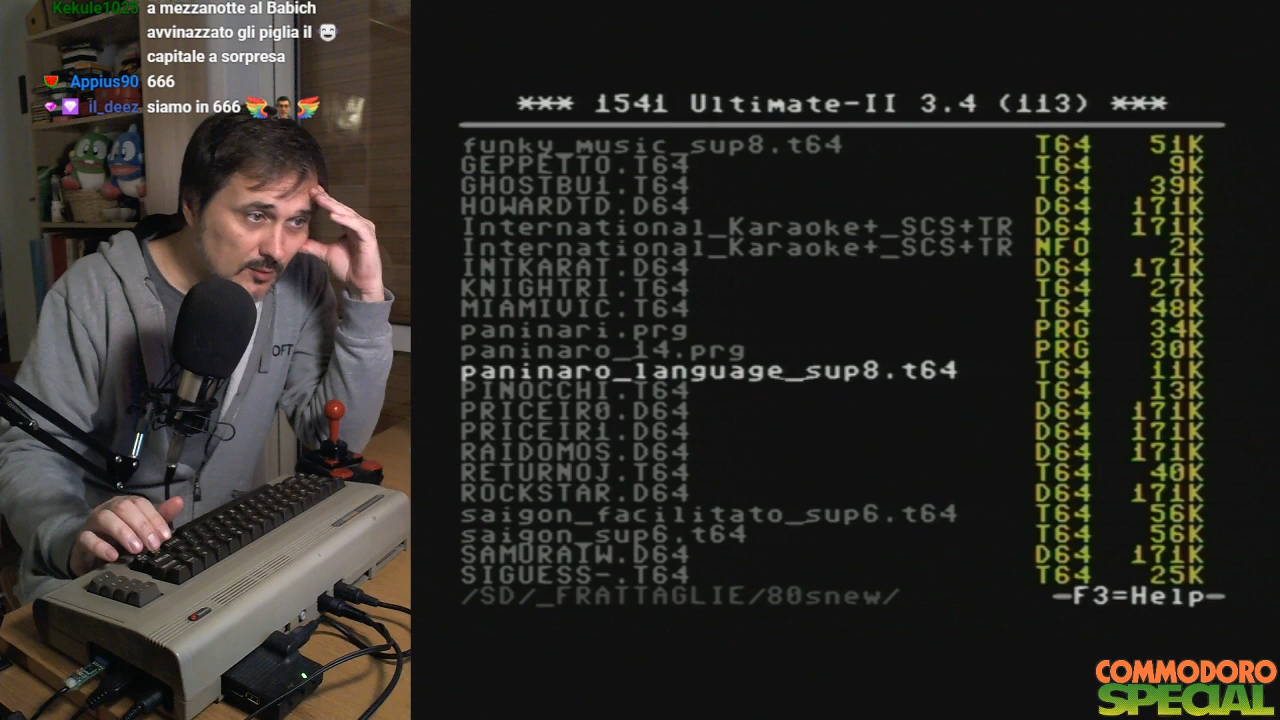 Kekule1025 a mezzanotte al Babich
avvinazzato gli piglia il
capitale a sorpresa
Appius90 666
il_deez siamo in 666
OFT
*** 1541 Ultimate-II 3.4 (113) ***
funky_music_sup8.t64 T64 51K
GEPPETTO.T64 T64 9K
GHOSTBU1.T64 T64 39K
HOWARDTD.D64 D64 171K
International_Karaoke+_SCS+TR D64 171K
International_Karaoke+_SCS+TR NFO 2K
INTKARAT.D64 D64 171K
KNIGHTRI.T64 T64 27K
MIAMIVIC.T64 T64 48K
paninari.prg PRG 34K
paninaro_14.prg PRG 30K
paninaro_language_sup8.t64 T64 11K
PINOCCHI.T64 T64 13K
PRICEIR0.D64 D64 171K
PRICEIR1.D64 D64 171K
RAIDOMOS.D64 D64 171K
RETURNOJ.T64 T64 40K
ROCKSTAR.D64 D64 171K
saigon_facilitato_sup6.t64 T64 56K
saigon_sup6.t64 T64 56K
SAMURAIW.D64 D64 171K
SIGUESS-.T64 T64 25K
/SD/_FRATTAGLIE/80snew/ F3=Help
COMMODORO
SPECIAL